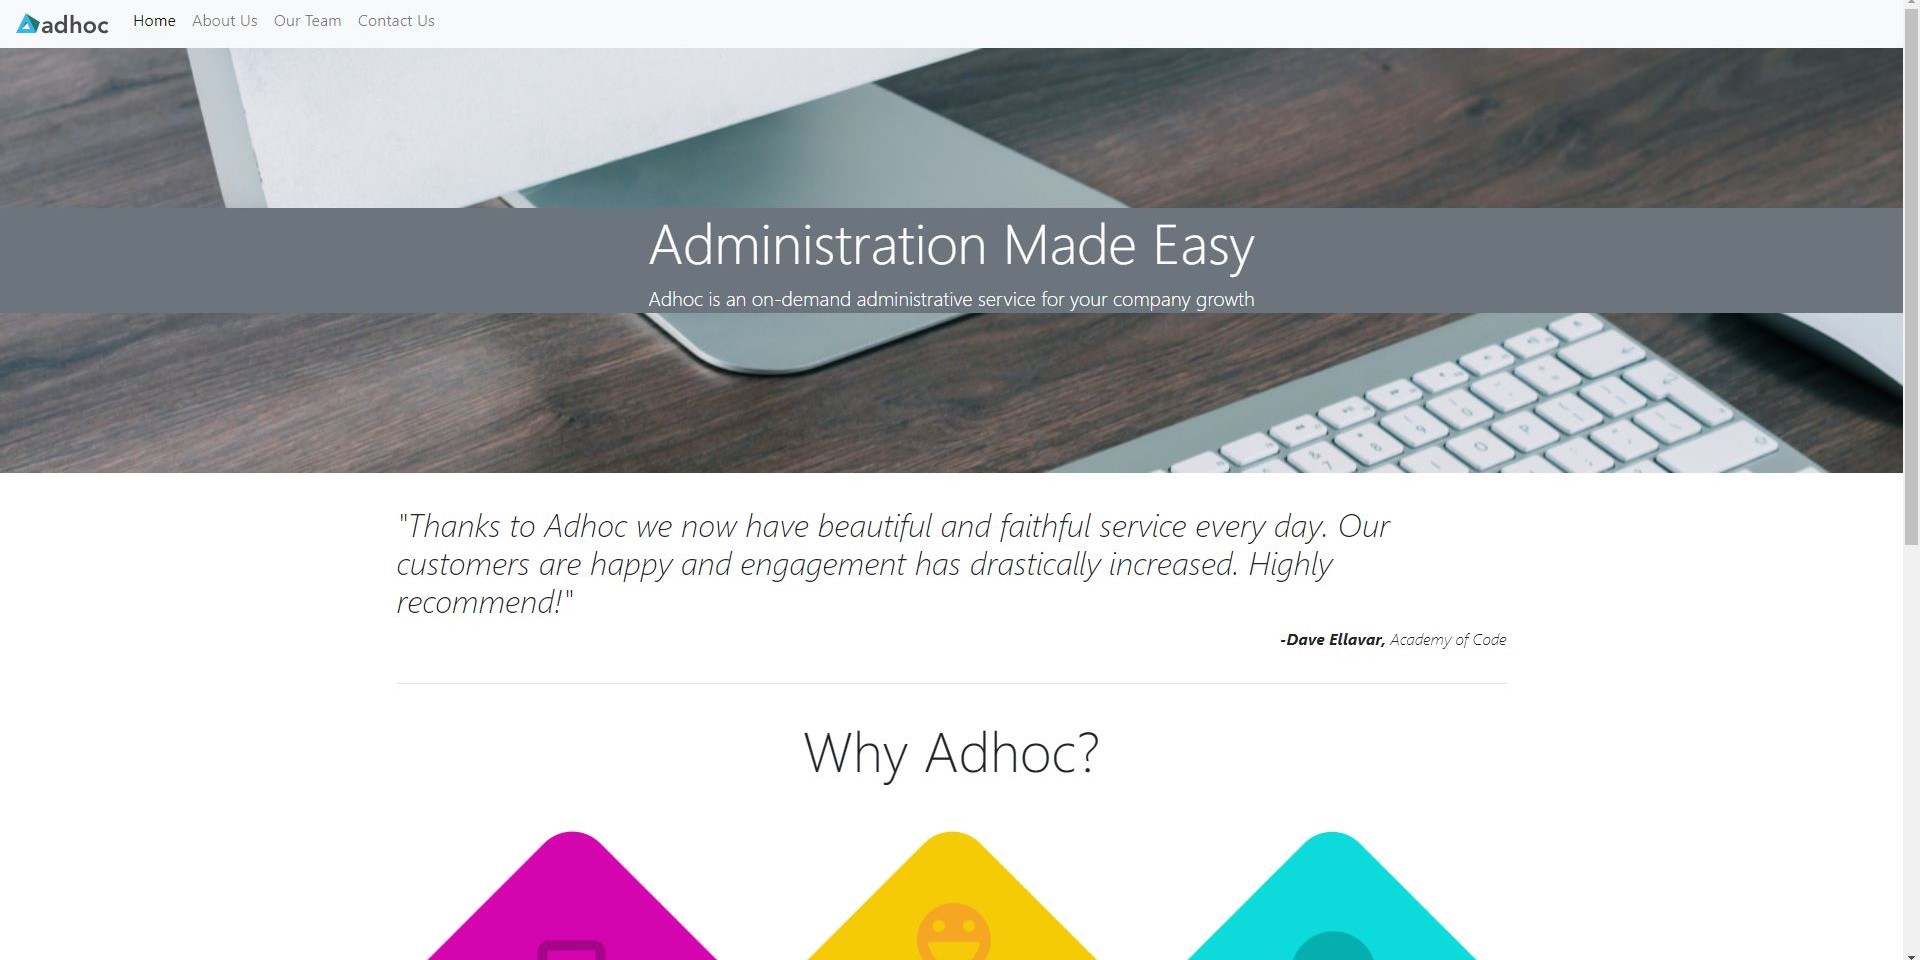 adhoc Home About Us Our Team Contact Us
Administration Made Easy
Adhoc is an on-demand administrative service for your company growth
"Thanks to Adhoc we now have beautiful and faithful service every day. Our
customers are happy and engagement has drastically increased. Highly
recommend!"
-Dave Ellavar, Academy of Code
Why Adhoc?